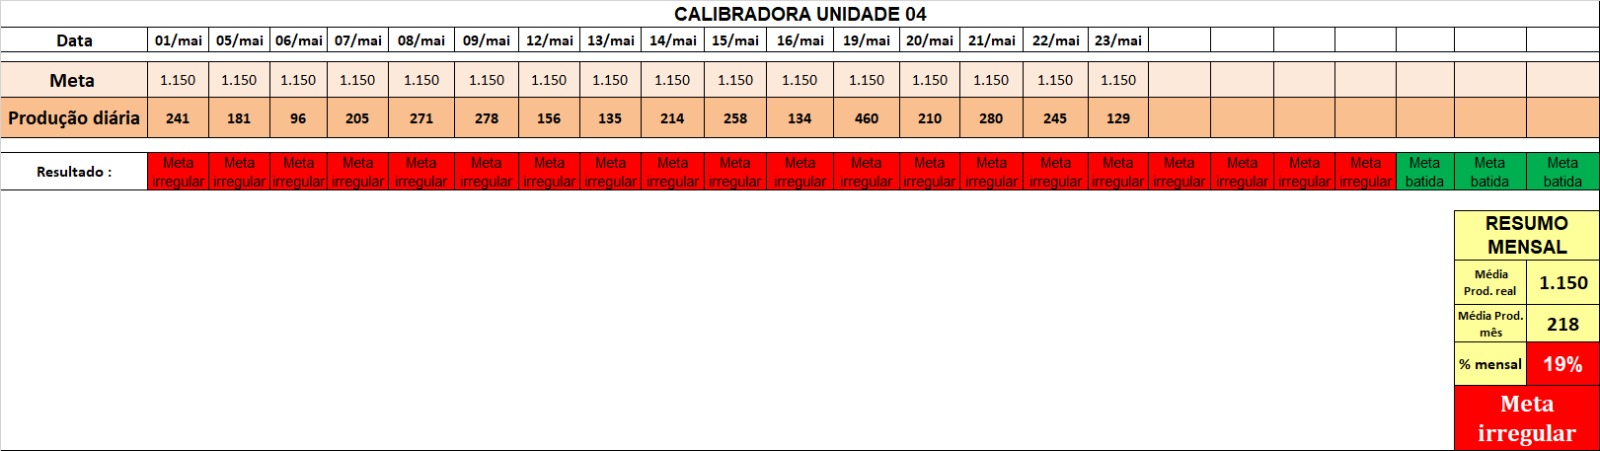 CALIBRADORA UNIDADE 04
Data 01/mai 05/mai 06/mai 07/mai 08/mai 09/mai 12/mai 13/mai 14/mai 15/mai 16/mai 19/mai 20/mai 21/mai 22/mai 23/mai
Meta 1.150 1.150 1.150 1.150 1.150 1.150 1.150 1.150 1.150 1.150 1.150 1.150 1.150 1.150 1.150 1.150
Produção diária 241 181 96 205 271 278 156 135 214 258 134 460 210 280 245 129
Resultado :
Meta Meta Meta Meta Meta Meta Meta Meta Meta Meta Meta Meta Meta Meta Meta Meta Meta Meta Meta Meta Meta Meta Meta
irregular irregular irregular irregular irregular irregular irregular irregular irregular irregular irregular irregular irregular irregular irregular irregular irregular irregular irregular irregular batida batida batida
RESUMO
MENSAL
Média
Prod. real
1.150
Média Prod.
mês
218
% mensal 19%
Meta
irregular